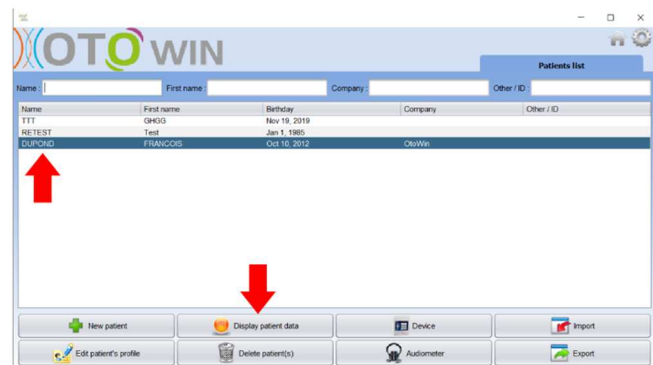 OTO WIN
Patients list
Name : First name : Company : Other / ID :
Name First name Birthday Company Other / ID
TTT GHGG Nov 19, 2019
RETEST Test Jan 1, 1985
DUPOND FRANCOIS Oct 10, 2012 OtoWin
New patient Display patient data Device Import
Edit patient's profile Delete patient(s) Audiometer Export